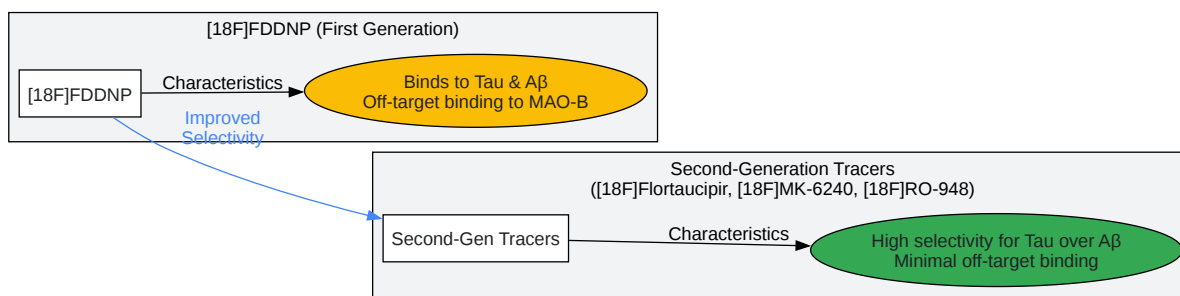 [18F]FDDNP (First Generation)
[18F]FDDNP
Characteristics
Binds to Tau & Aβ
Off-target binding to MAO-B
Improved
Selectivity
Second-Generation Tracers
([18F]Flortaucipir, [18F]MK-6240, [18F]RO-948)
Second-Gen Tracers
Characteristics
High selectivity for Tau over Aβ
Minimal off-target binding